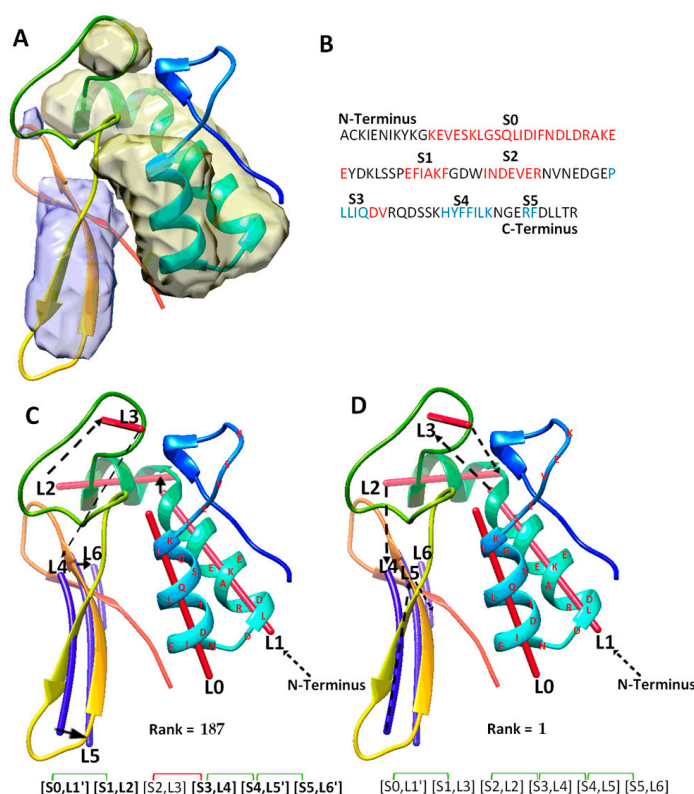 A
B
N-Terminus S0
ACKIENIKYKGKEVESKLGSQLIDIFNDLDRAKE
S1 S2
EYDKLSSPEFIAKFGDWINDEVERNVNEDGEP
S3 S4 S5
LLIQDVRQDSSKHYFFILKNGERFDLLTR
C-Terminus
C
L3
L2
L4 L6
L1
L0
N-Terminus
Rank = 187
L5
[S0,L1'] [S1,L2] [S2,L3] [S3,L4] [S4,L5'] [S5,L6']
D
L3
L2
L6
L4 L5
L1
L0
N-Terminus
Rank = 1
[S0,L1'] [S1,L3] [S2,L2] [S3,L4] [S4,L5] [S5,L6]